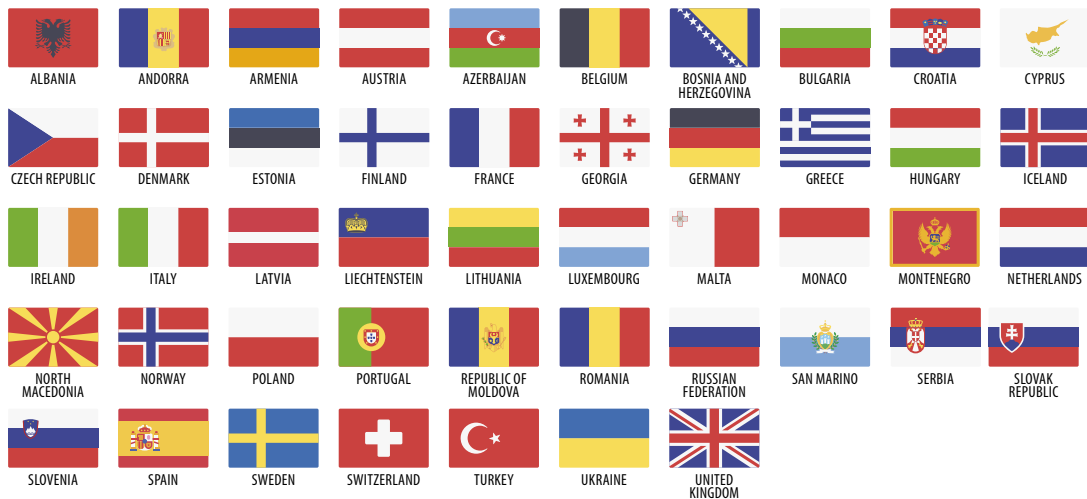 ALBANIA
ANDORRA
ARMENIA
AUSTRIA
AZERBAIJAN
BELGIUM
BOSNIA AND
HERZEGOVINA
BULGARIA
CROATIA
CYPRUS
CZECH REPUBLIC
DENMARK
ESTONIA
FINLAND
FRANCE
GEORGIA
GERMANY
GREECE
HUNGARY
ICELAND
IRELAND
ITALY
LATVIA
LIECHTENSTEIN
LITHUANIA
LUXEMBOURG
MALTA
MONACO
MONTENEGRO
NETHERLANDS
NORTH
MACEDONIA
NORWAY
POLAND
PORTUGAL
REPUBLIC OF
MOLDOVA
ROMANIA
RUSSIAN
FEDERATION
SAN MARINO
SERBIA
SLOVAK
REPUBLIC
SLOVENIA
SPAIN
SWEDEN
SWITZERLAND
TURKEY
UKRAINE
UNITED
KINGDOM